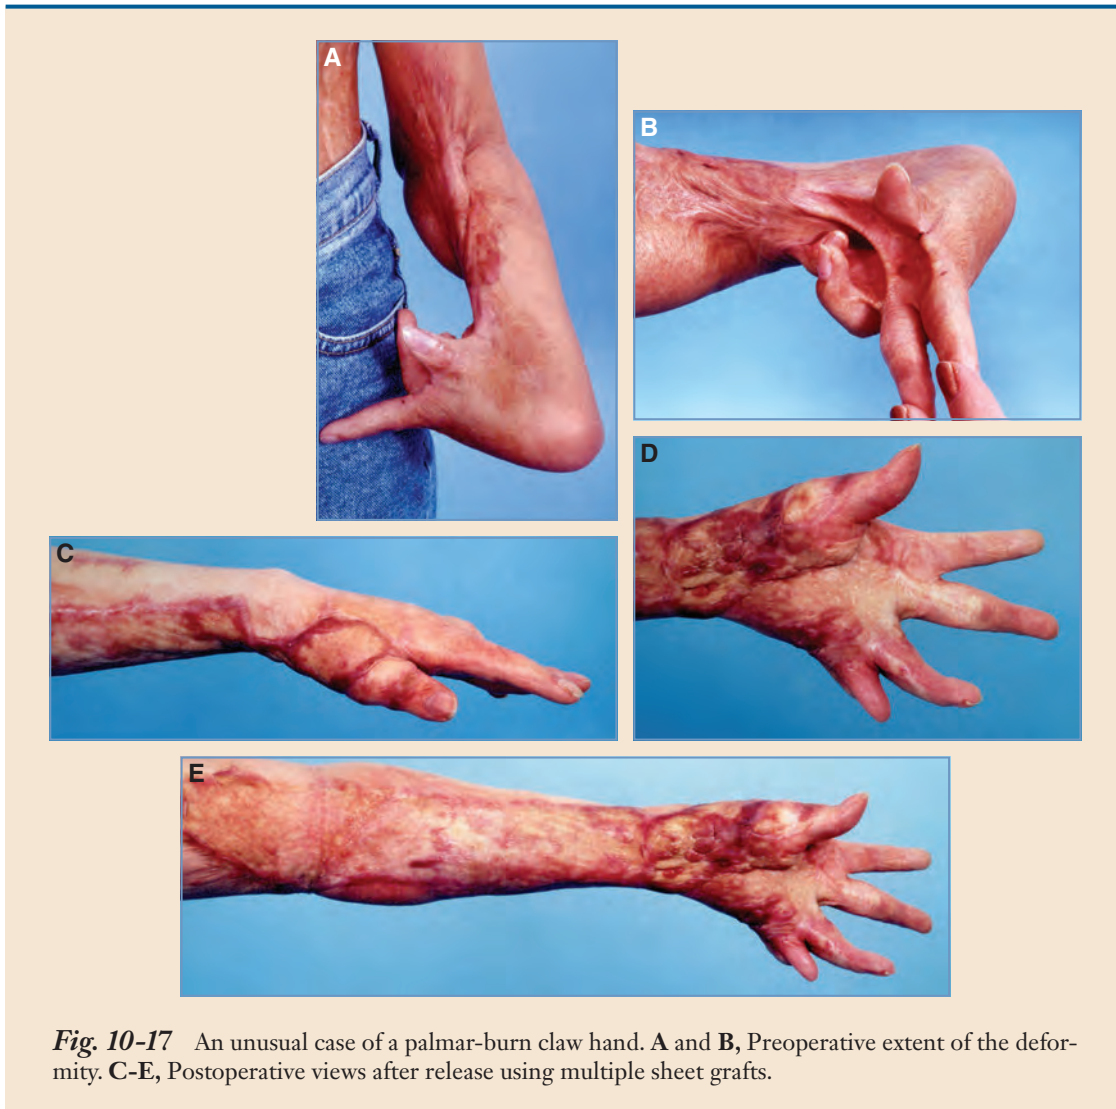 A
B
D
C
E
Fig. 10-17 An unusual case of a palmar-burn claw hand. A and B, Preoperative extent of the defor-
mity. C-E, Postoperative views after release using multiple sheet grafts.